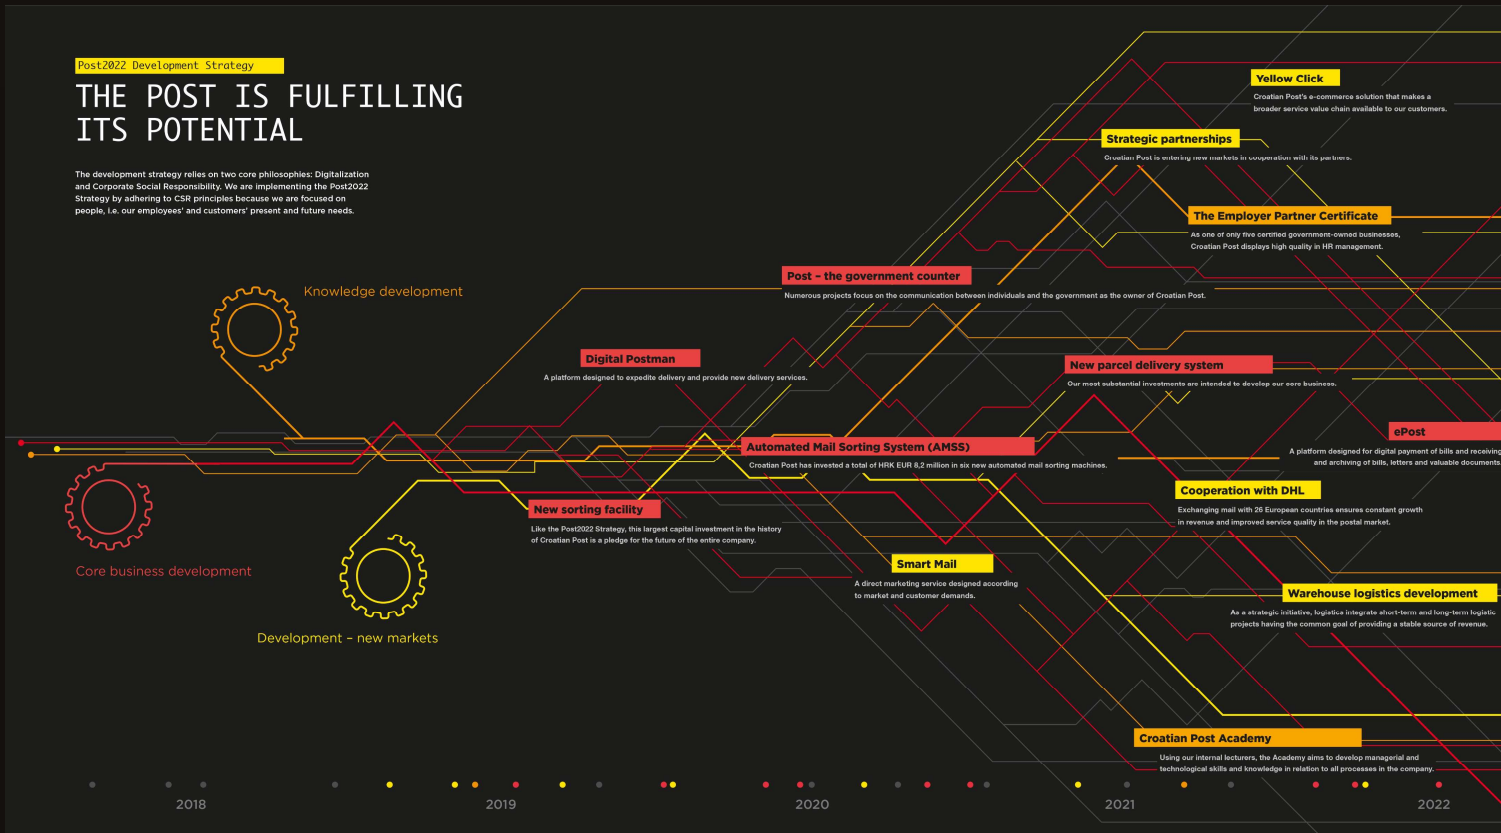 Post2022 Development Strategy
THE POST IS FULFILLING
ITS POTENTIAL
The development strategy relies on two core philosophies: Digitalization
and Corporate Social Responsibility. We are implementing the Post2022
Strategy by adhering to CSR principles because we are focused on
people, i.e. our employees' and customers' present and future needs.
Knowledge development
Core business development
Development – new markets
Yellow Click
Croatian Post's e-commerce solution that makes a
broader service value chain available to our customers.
Strategic partnerships
Croatian Post is entering new markets in cooperation with its partners.
The Employer Partner Certificate
As one of only five certified government-owned businesses,
Croatian Post displays high quality in HR management.
Post – the government counter
Numerous projects focus on the communication between individuals and the government as the owner of Croatian Post.
Digital Postman
A platform designed to expedite delivery and provide new delivery services.
New parcel delivery system
Our most substantial investments are intended to develop our core business.
ePost
A platform designed for digital payment of bills and receiving
and archiving of bills, letters and valuable documents
Automated Mail Sorting System (AMSS)
Croatian Post has invested a total of HRK EUR 8,2 million in six new automated mail sorting machines.
Cooperation with DHL
Exchanging mail with 26 European countries ensures constant growth
in revenue and improved service quality in the postal market.
New sorting facility
Like the Post2022 Strategy, this largest capital investment in the history
of Croatian Post is a pledge for the future of the entire company.
Smart Mail
A direct marketing service designed according
to market and customer demands.
Warehouse logistics development
As a strategic initiative, logistics integrate short-term and long-term logistic
projects having the common goal of providing a stable source of revenue.
Croatian Post Academy
Using our internal lecturers, the Academy aims to develop managerial and
technological skills and knowledge in relation to all processes in the company.
2018
2019
2020
2021
2022